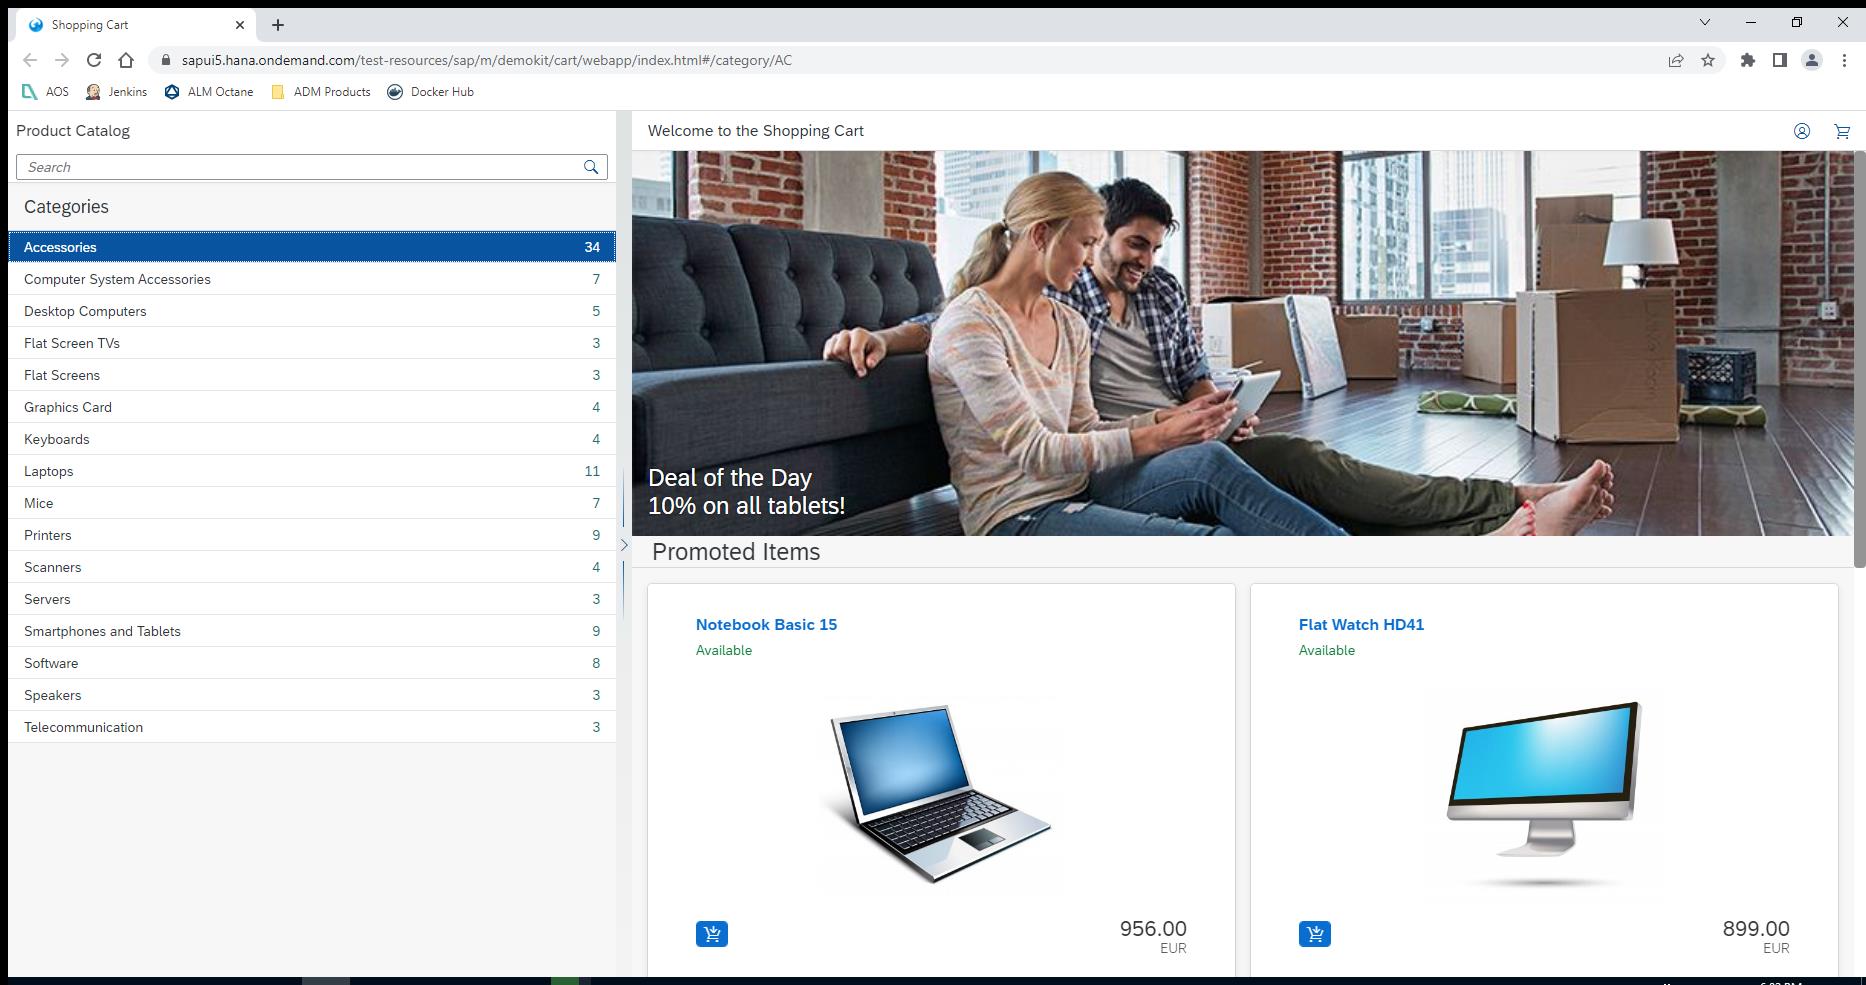 Shopping Cart
sapui5.hana.ondemand.com/test-resources/sap/m/demokit/cart/webapp/index.html#/category/AC
AOS Jenkins ALM Octane ADM Products Docker Hub
Product Catalog
Search
Categories
Accessories 34
Computer System Accessories 7
Desktop Computers 5
Flat Screen TVs 3
Flat Screens 3
Graphics Card 4
Keyboards 4
Laptops 11
Mice 7
Printers 9
Scanners 4
Servers 3
Smartphones and Tablets 9
Software 8
Speakers 3
Telecommunication 3
Welcome to the Shopping Cart
Deal of the Day
10% on all tablets!
Promoted Items
Notebook Basic 15
Available
956.00
EUR
Flat Watch HD41
Available
899.00
EUR